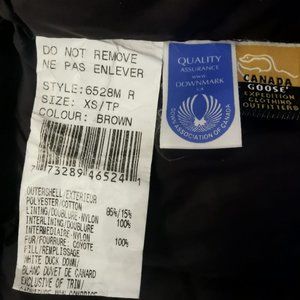 DO NOT REMOVE
NE PAS ENLEVER
STYLE: 6528M R
SIZE: XS/TP
COLOUR: BROWN
73289 46524
OUTERSHELL/EXTERIEUR
POLYESTER/COTTON 85%/15%
LINING/DOUBLURE-NYLON 100%
INTERLINING/DOUBLURE
INTERMEDIAIRE-NYLON 100%
FUR/FOURRURE: COYOTE
FILL/REMPLISSAGE
WHITE DUCK DOWN/
BLANC DUVET DE CANARD
EXCLUSIVE OF TRIM/
QUALITY
ASSURANCE
www
DOWNMARK
.ca
DOWN ASSOCIATION OF CANADA
CANADA
GOOSE
EXPEDITION
CLOTHING
OUTFITTERS